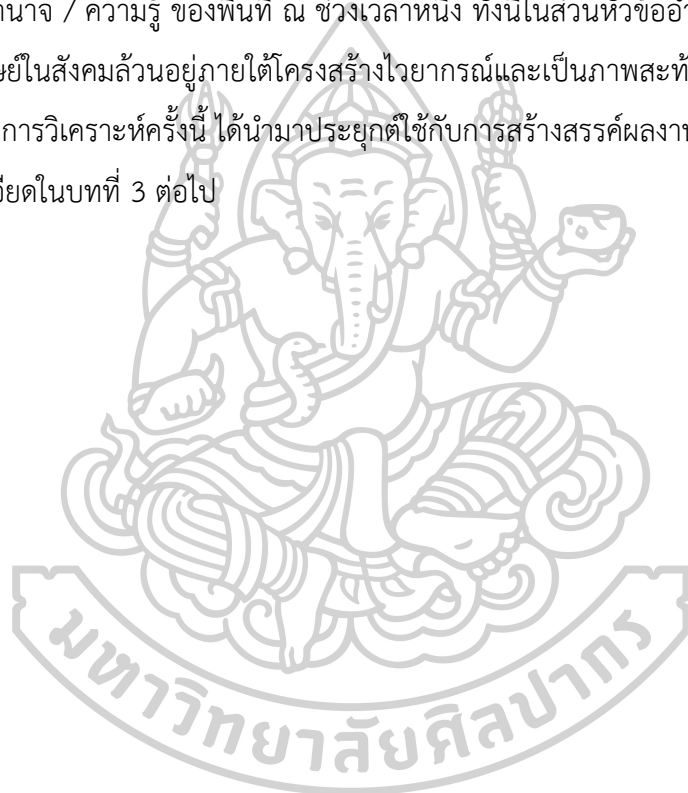 นาจ / ความรู้ ของพื้นที่ ณ ช่วงเวลาหนึ่ง ทั้งนี้ในส่วนหัวข้ออำ
ษย์ในสังคมล้วนอยู่ภายใต้โครงสร้างไวยากรณ์และเป็นภาพสะท้
การวิเคราะห์ครั้งนี้ ได้นำมาประยุกต์ใช้กับการสร้างสรรค์ผลงาน
อียดในบทที่ 3 ต่อไป
มหาวิทยาลัยศิลปากร